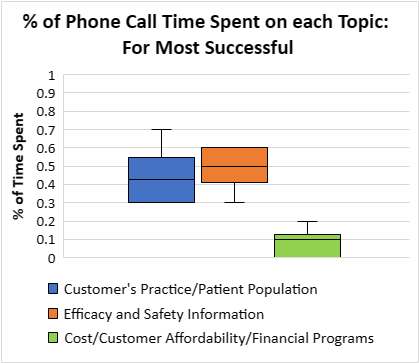 % of Phone Call Time Spent on each Topic:
For Most Successful
% of Time Spent
1
0.9
0.8
0.7
0.6
0.5
0.4
0.3
0.2
0.1
0
Customer's Practice/Patient Population
Efficacy and Safety Information
Cost/Customer Affordability/Financial Programs